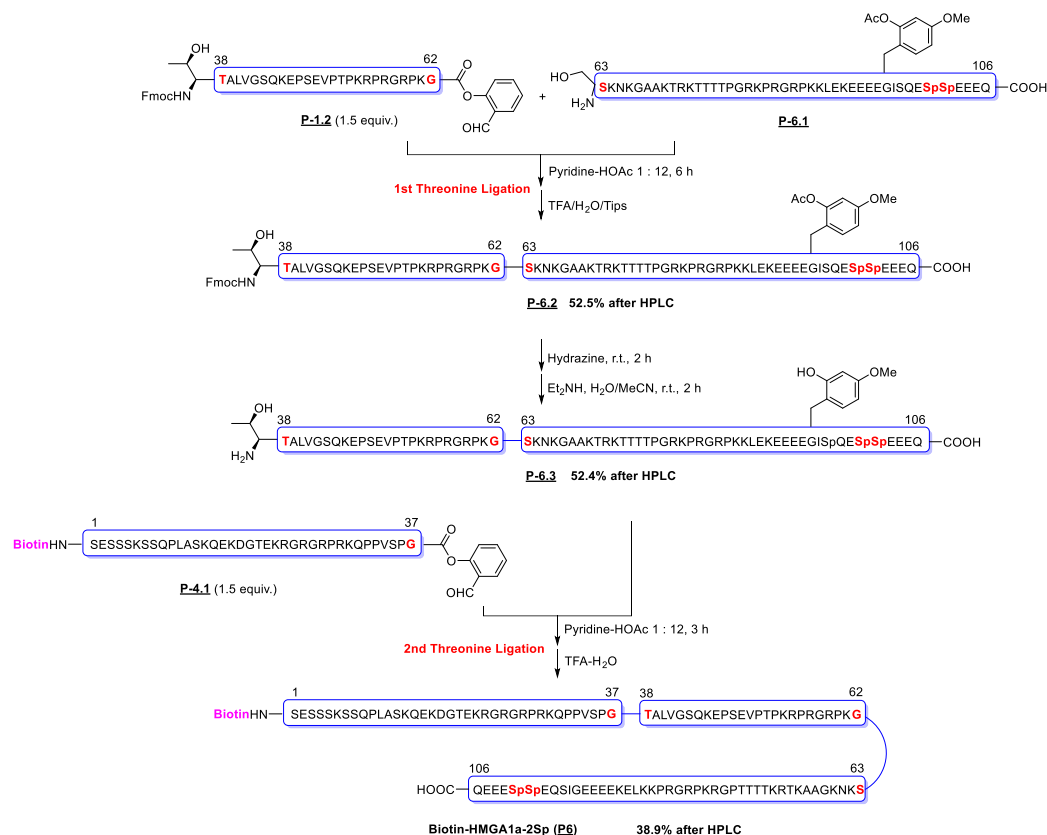 OH
38
62
TALVGSQKEPSEVPTPKRPRGRPKG
FmocHN
O
O
OHC
P-1.2 (1.5 equiv.)
+
AcO
OMe
HO
63
106
SKNKGAAKTRKTTTTPGRKPRGRPKKLEKEEEEGISQESpSpEEEQ
COOH
H2N
P-6.1
Pyridine-HOAc 1 : 12, 6 h
1st Threonine Ligation
TFA/H2O/Tips
AcO
OMe
OH
38
62
63
106
TALVGSQKEPSEVPTPKRPRGRPKG
SKNKGAAKTRKTTTTPGRKPRGRPKKLEKEEEEGISQESpSpEEEQ
COOH
FmocHN
P-6.2 52.5% after HPLC
Hydrazine, r.t., 2 h
Et2NH, H2O/MeCN, r.t., 2 h
HO
OMe
OH
38
62
63
106
TALVGSQKEPSEVPTPKRPRGRPKG
SKNKGAAKTRKTTTTPGRKPRGRPKKLEKEEEEGISpQESpSpEEEQ
COOH
H2N
P-6.3 52.4% after HPLC
1
37
BiotinHN
SESSSKSSQPLASKQEKDGTEKRGRGRPRKQPPVSPG
O
O
OHC
P-4.1 (1.5 equiv.)
Pyridine-HOAc 1 : 12, 3 h
2nd Threonine Ligation
TFA-H2O
1
37
38
62
BiotinHN
SESSSKSSQPLASKQEKDGTEKRGRGRPRKQPPVSPG
TALVGSQKEPSEVPTPKRPRGRPKG
106
63
HOOC
QEEESpSpEQSIGEEEEKELKKPRGRPKRGPTTTTKRTKAAGKNKS
Biotin-HMGA1a-2Sp (P6) 38.9% after HPLC